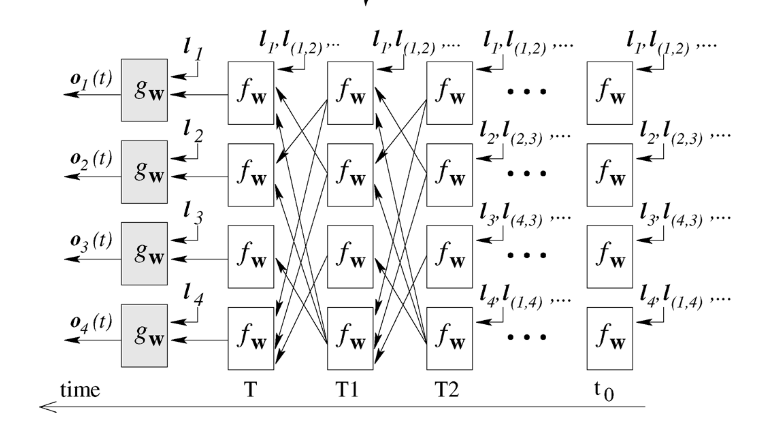 l1 l1,l(1,2),.. l1,l(1,2),... l1,l(1,2),... l1,l(1,2),...
o1(t) gw fw fw fw ... fw
l2 l2,l(2,3),... l2,l(2,3),...
o2(t) gw fw fw fw ... fw
l3 l3,l(4,3),... l3,l(4,3),...
o3(t) gw fw fw fw ... fw
l4 l4,l(1,4),... l4,l(1,4),...
o4(t) gw fw fw fw ... fw
time T T1 T2 t0